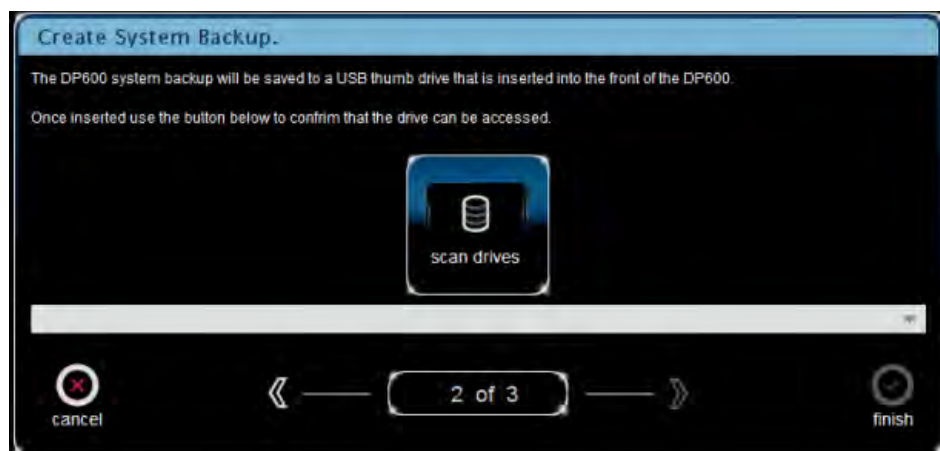 Create System Backup.
The DP600 system backup will be saved to a USB thumb drive that is inserted into the front of the DP600.
Once inserted use the button below to confrim that the drive can be accessed.
scan drives
2 of 3
cancel
finish